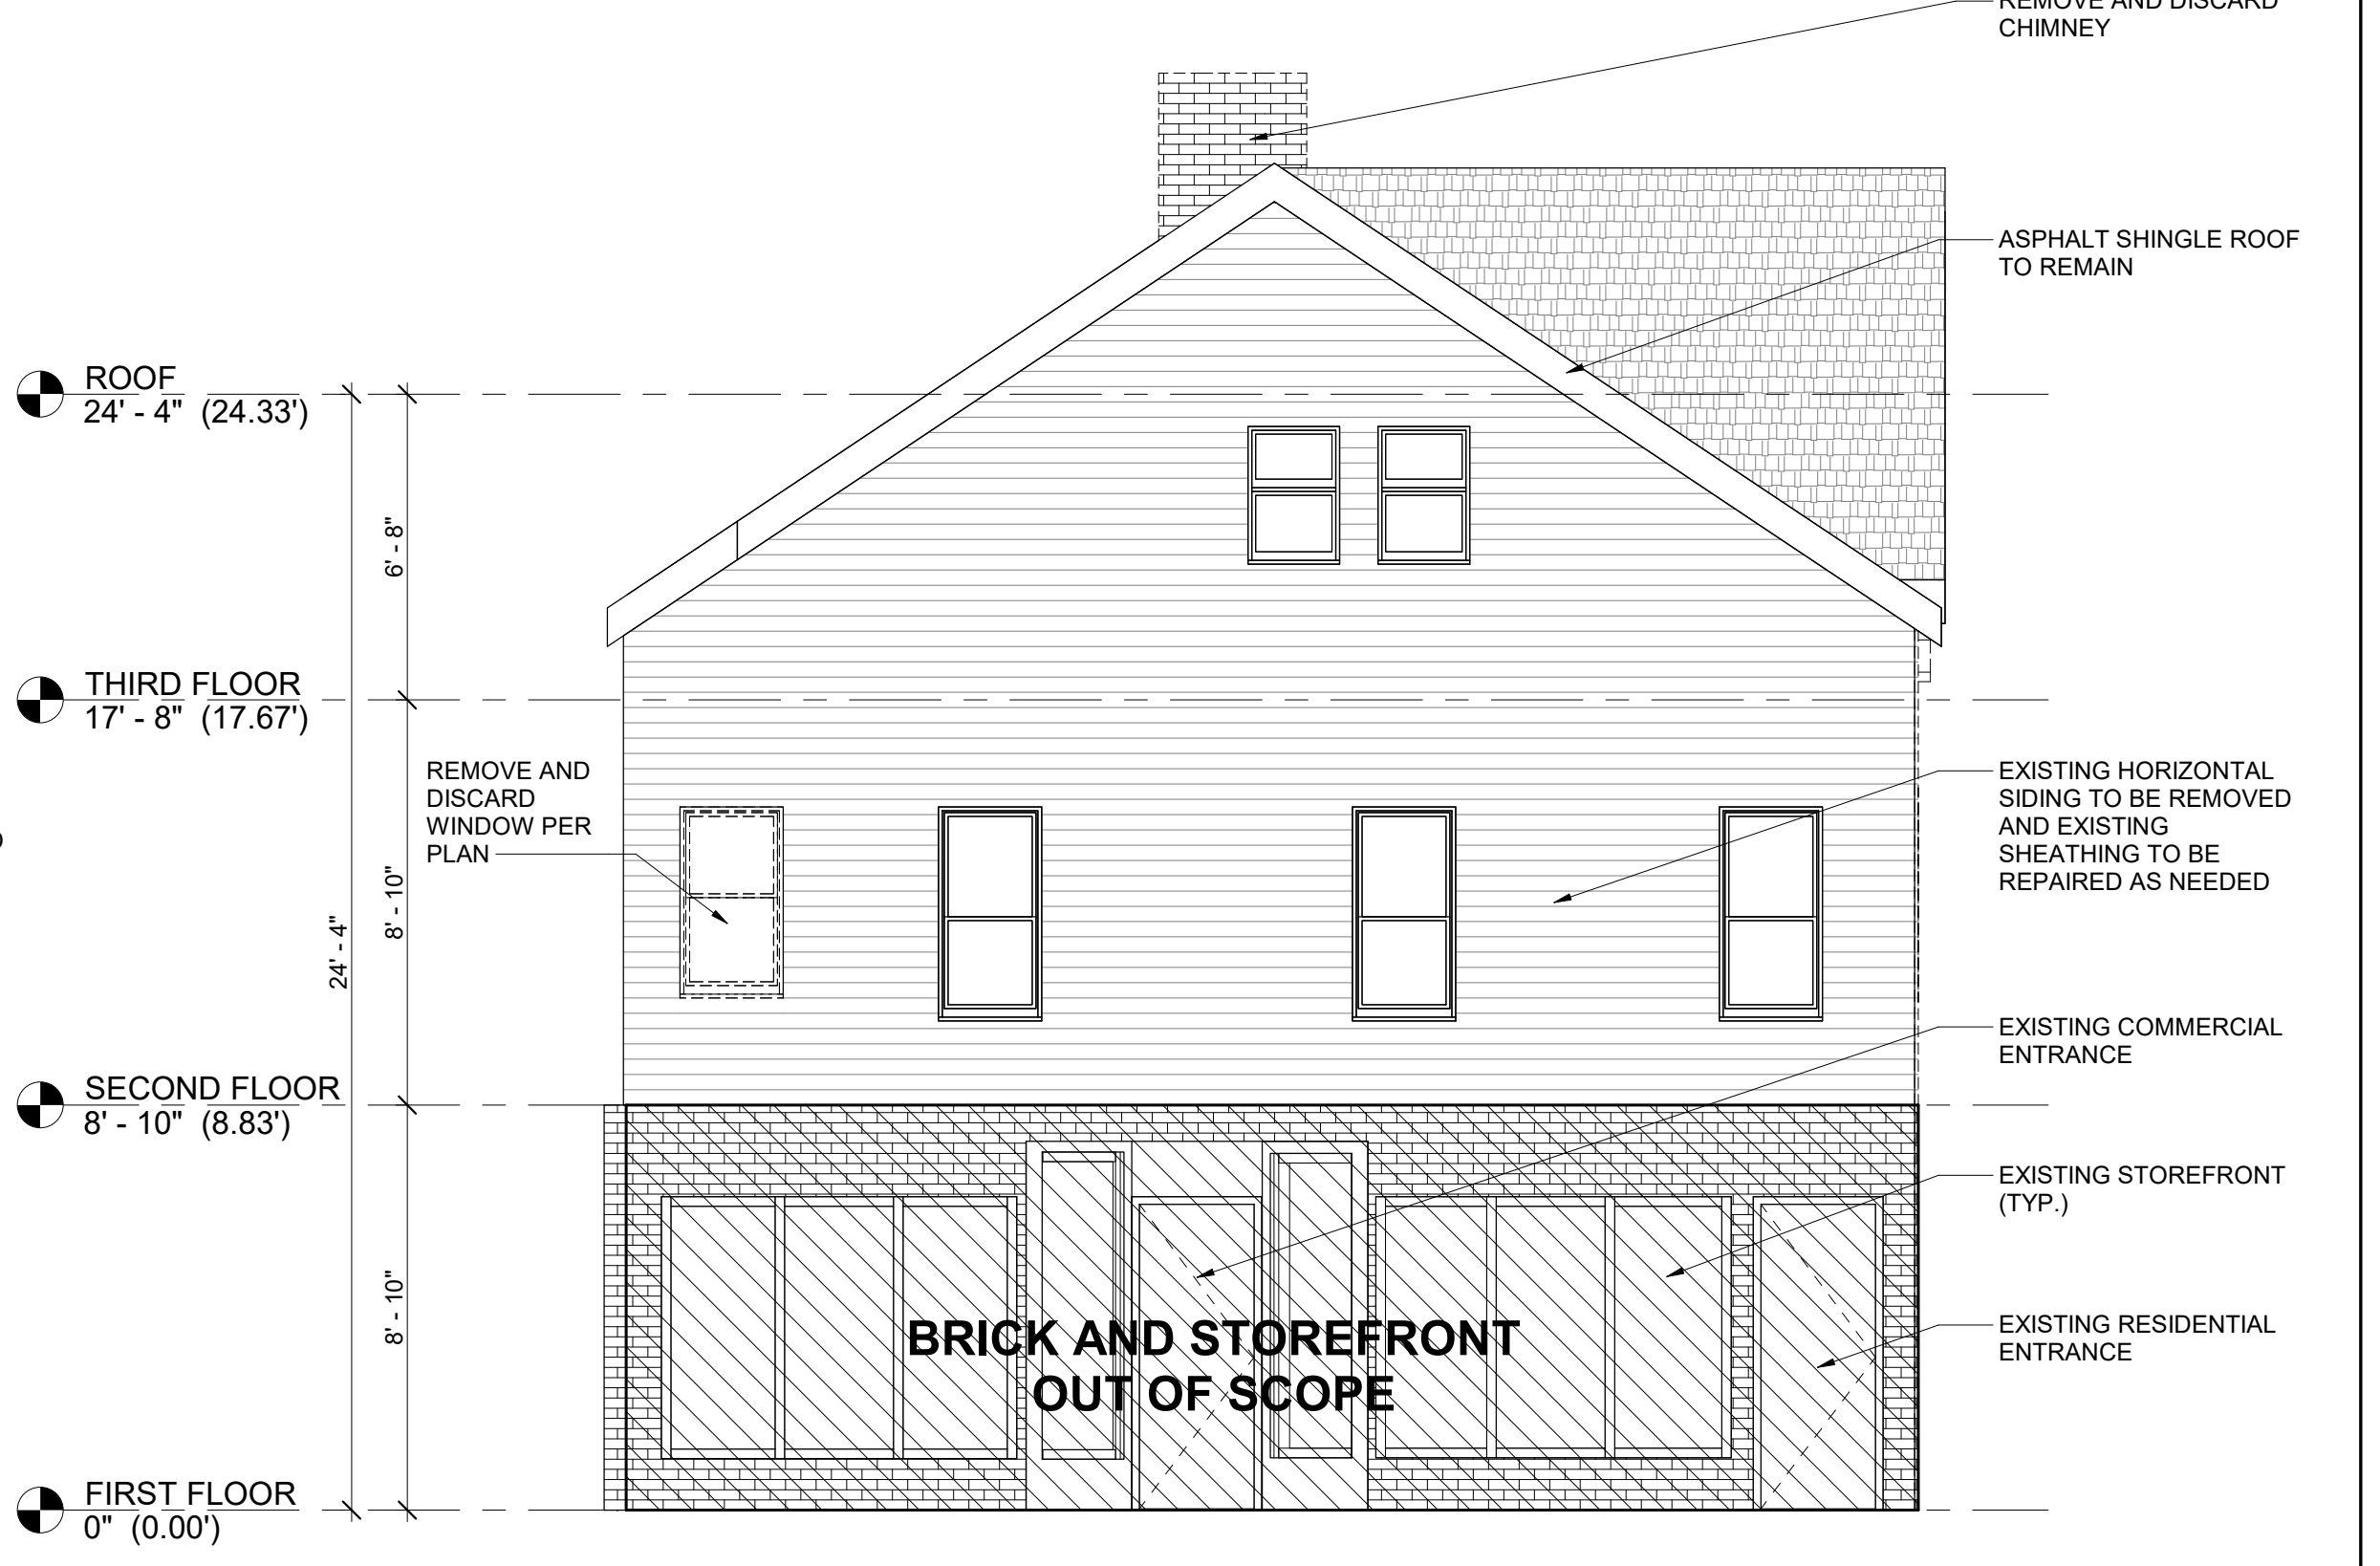 REMOVE AND DISCARD
CHIMNEY
ASPHALT SHINGLE ROOF
TO REMAIN
ROOF
24' - 4" (24.33')
6' - 8"
THIRD FLOOR
17' - 8" (17.67')
REMOVE AND
DISCARD
WINDOW PER
PLAN
EXISTING HORIZONTAL
SIDING TO BE REMOVED
AND EXISTING
SHEATHING TO BE
REPAIRED AS NEEDED
8' - 10"
24' - 4"
EXISTING COMMERCIAL
ENTRANCE
SECOND FLOOR
8' - 10" (8.83')
EXISTING STOREFRONT
(TYP.)
8' - 10"
BRICK AND STOREFRONT
OUT OF SCOPE
EXISTING RESIDENTIAL
ENTRANCE
FIRST FLOOR
0" (0.00')